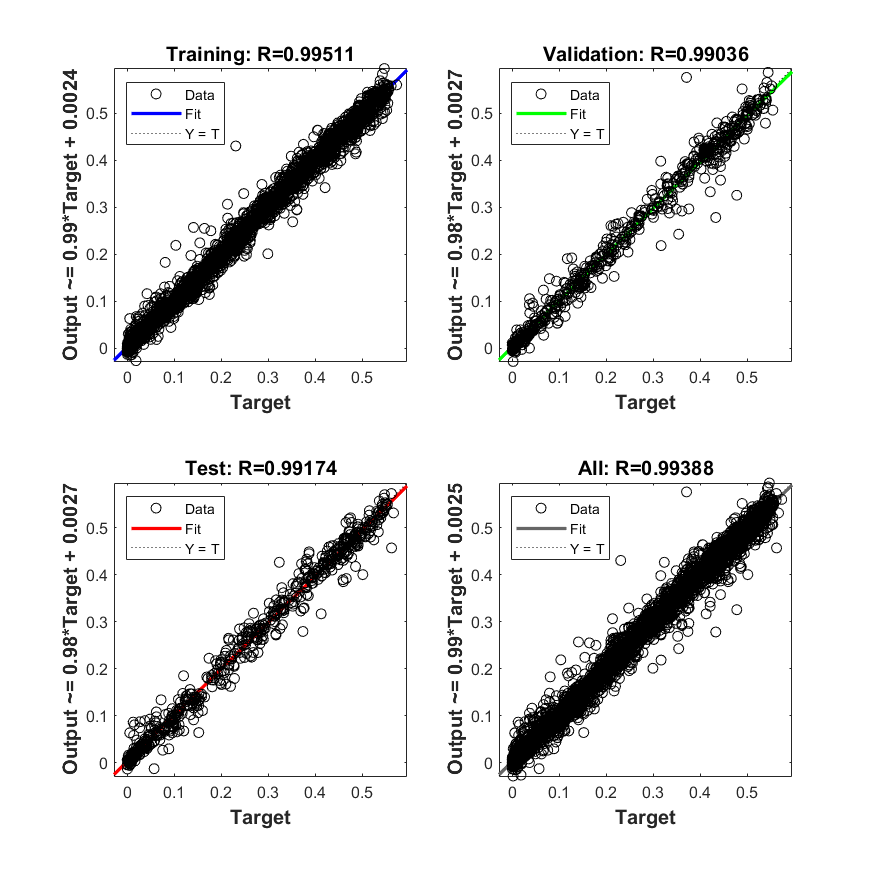 Training: R=0.99511
Output ~= 0.99*Target + 0.0024
Data
Fit
Y = T
0.5
0.4
0.3
0.2
0.1
0
0 0.1 0.2 0.3 0.4 0.5
Target
Validation: R=0.99036
Output ~= 0.98*Target + 0.0027
Data
Fit
Y = T
0.5
0.4
0.3
0.2
0.1
0
0 0.1 0.2 0.3 0.4 0.5
Target
Test: R=0.99174
Output ~= 0.98*Target + 0.0027
Data
Fit
Y = T
0.5
0.4
0.3
0.2
0.1
0
0 0.1 0.2 0.3 0.4 0.5
Target
All: R=0.99388
Output ~= 0.99*Target + 0.0025
Data
Fit
Y = T
0.5
0.4
0.3
0.2
0.1
0
0 0.1 0.2 0.3 0.4 0.5
Target